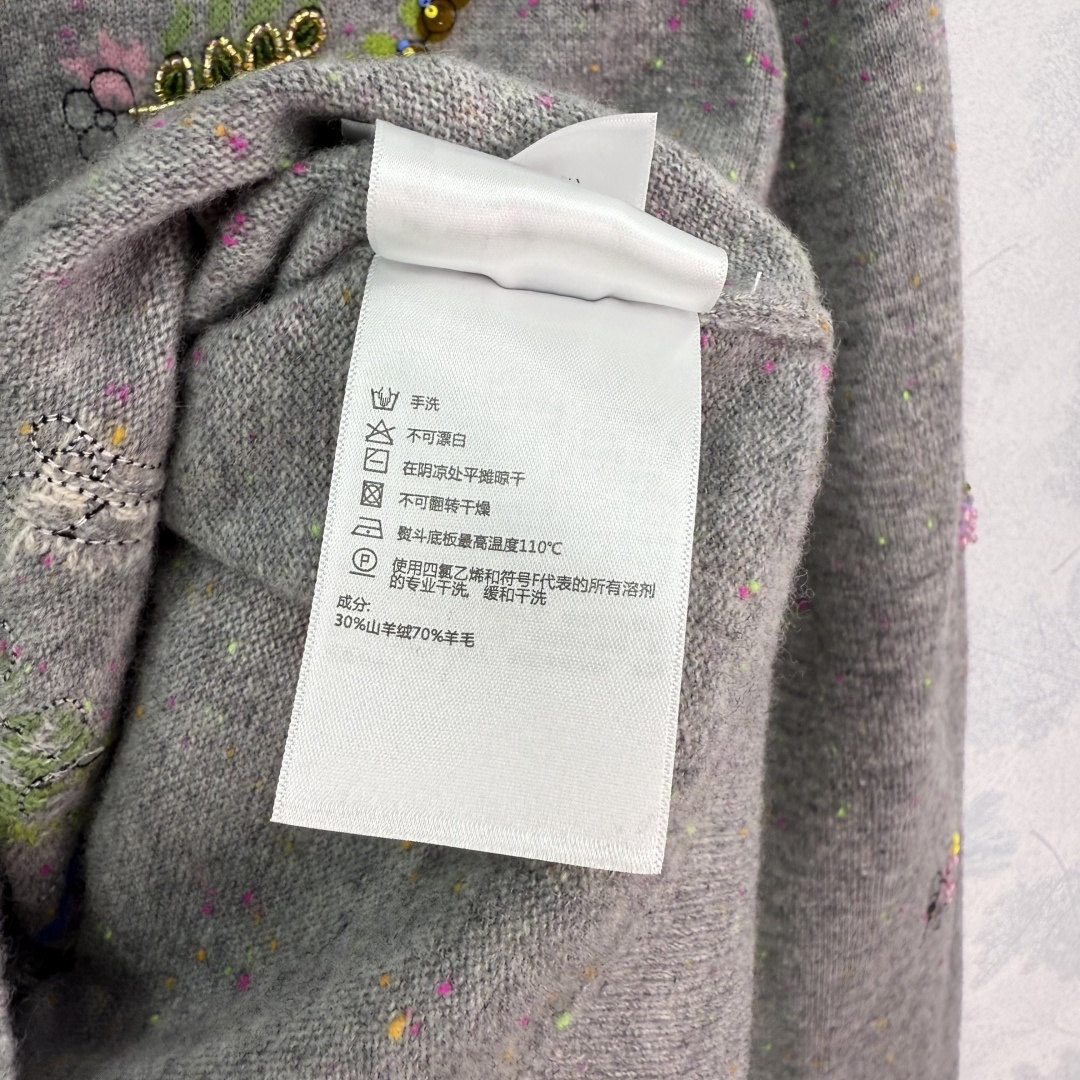 手洗
不可漂白
在阴凉处平摊晾干
不可翻转干燥
熨斗底板最高温度110℃
P
使用四氯乙烯和符号F代表的所有溶剂
的专业干洗, 缓和干洗
成分:
30%山羊绒70%羊毛